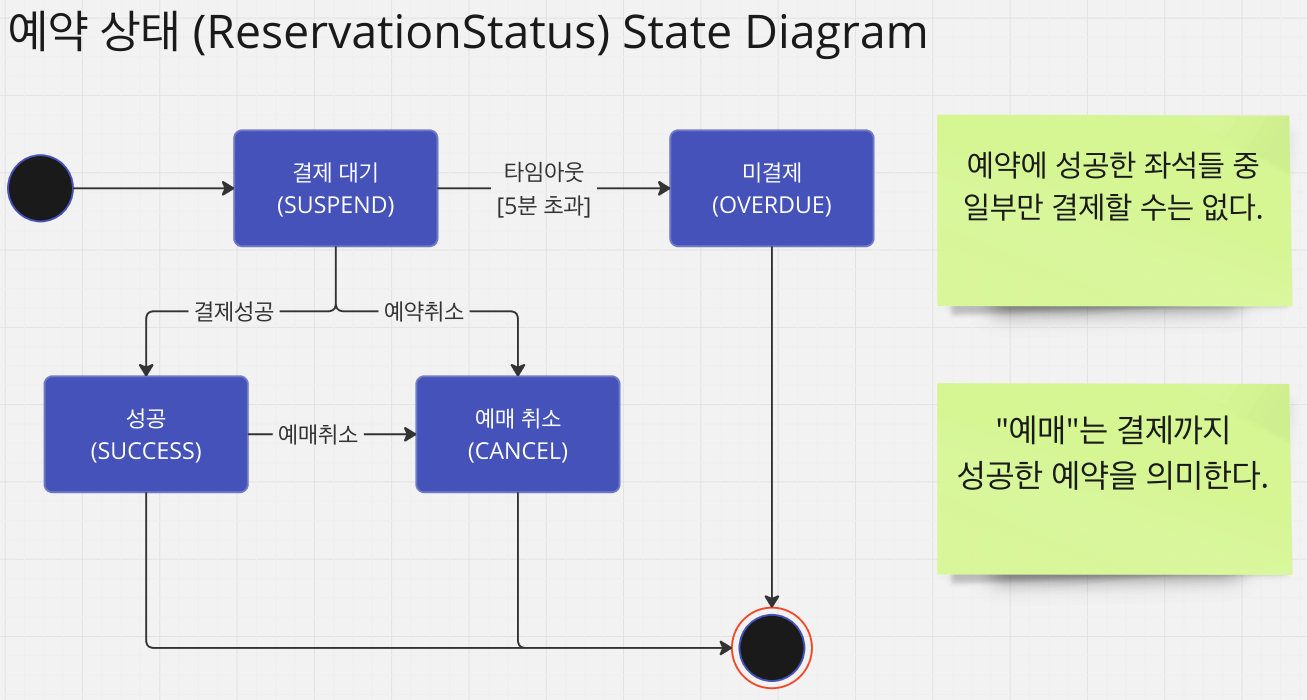 예약 상태 (ReservationStatus) State Diagram
결제 대기
(SUSPEND)
타임아웃
[5분 초과]
미결제
(OVERDUE)
예약에 성공한 좌석들 중
일부만 결제할 수는 없다.
결제성공
예약취소
성공
(SUCCESS)
예매취소
예매 취소
(CANCEL)
"예매"는 결제까지
성공한 예약을 의미한다.